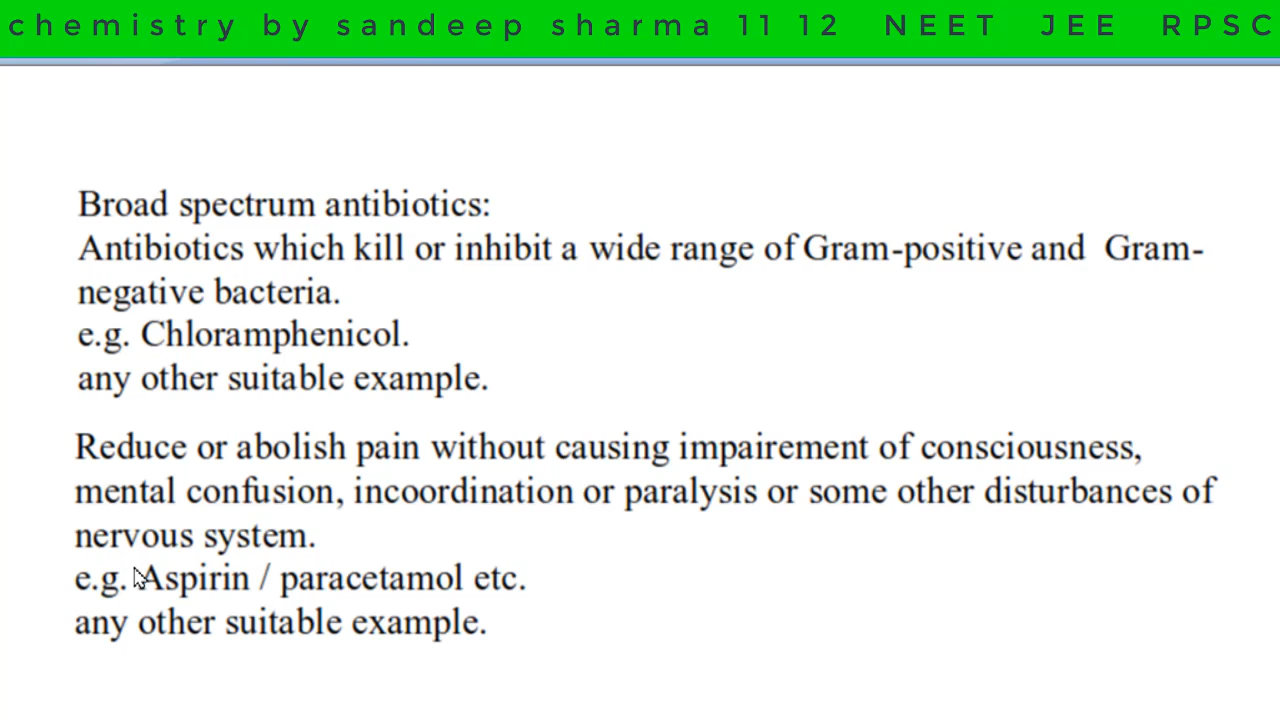 chemistry by sandeep sharma 11 12 NEET JEE RPSC
Broad spectrum antibiotics:
Antibiotics which kill or inhibit a wide range of Gram-positive and Gram-
negative bacteria.
e.g. Chloramphenicol.
any other suitable example.
Reduce or abolish pain without causing impairement of consciousness,
mental confusion, incoordination or paralysis or some other disturbances of
nervous system.
e.g. Aspirin / paracetamol etc.
any other suitable example.